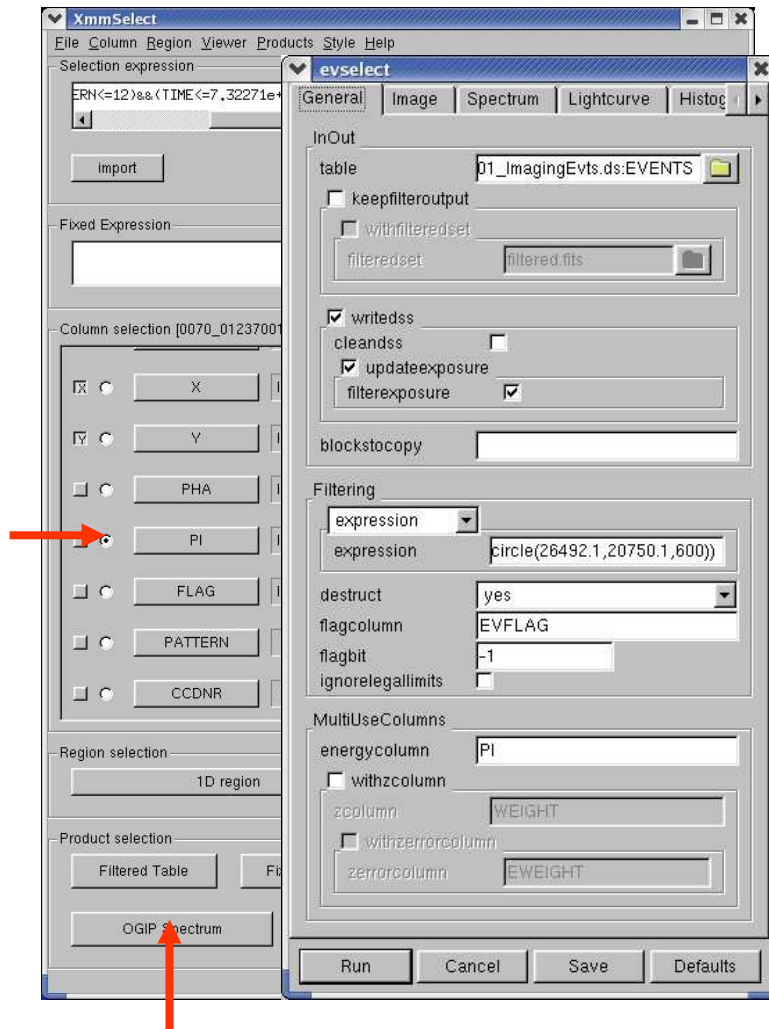 XmmSelect
File Column Region Viewer Products Style Help
Selection expression
ERN<=12)&&(TIME<=7.32271e+
import
Fixed Expression
Column selection [0070_01237001
X X
Y Y
PHA
PI
FLAG
PATTERN
CCDNR
Region selection
1D region
Product selection
Filtered Table
OGIP Spectrum
evselect
General Image Spectrum Lightcurve Histog
InOut
table 01_ImagingEvts.ds:EVENTS
keepfilteroutput
withfilteredset
filteredset filtered.fits
writedss
cleandss
updateexposure
filterexposure
blockstocopy
Filtering
expression
expression circle(26492.1,20750.1,600))
destruct yes
flagcolumn EVFLAG
flagbit -1
ignorelegallimits
MultiUseColumns
energycolumn PI
withzcolumn
zcolumn WEIGHT
withzerrorcolumn
zerrorcolumn EWEIGHT
Run Cancel Save Defaults